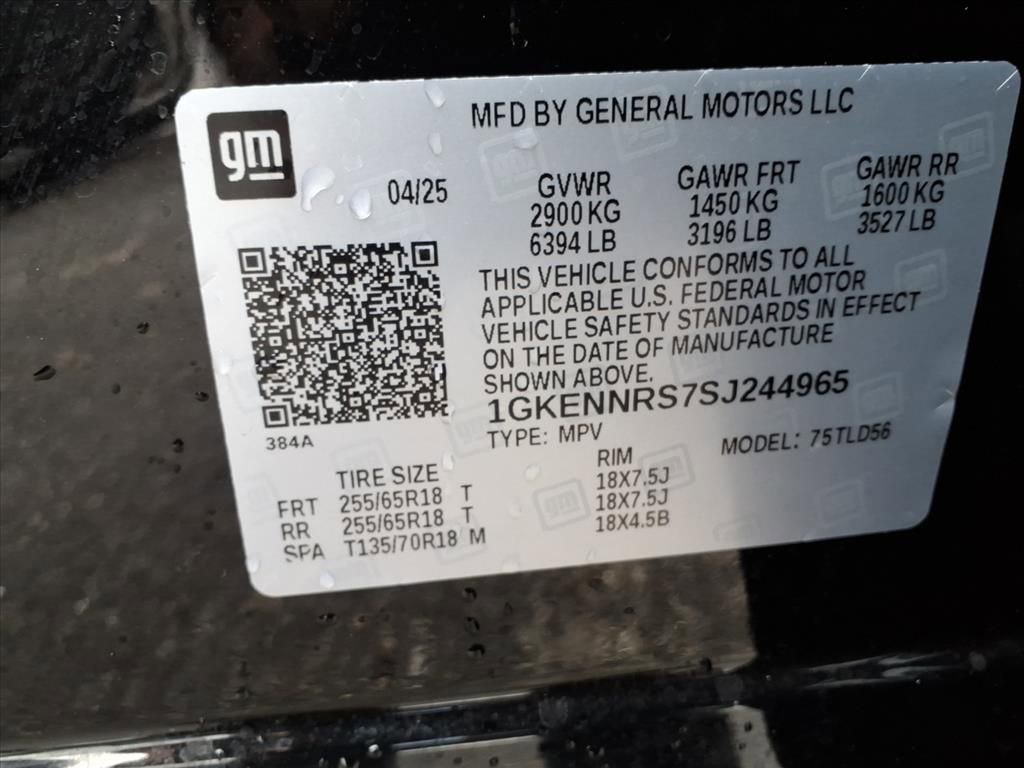 gm
MFD BY GENERAL MOTORS LLC
04/25
GVWR GAWR FRT GAWR RR
2900 KG 1450 KG 1600 KG
6394 LB 3196 LB 3527 LB
THIS VEHICLE CONFORMS TO ALL
APPLICABLE U.S. FEDERAL MOTOR
VEHICLE SAFETY STANDARDS IN EFFECT
ON THE DATE OF MANUFACTURE
SHOWN ABOVE.
1GKENNRS7SJ244965
384A
TYPE: MPV MODEL: 75TLD56
TIRE SIZE RIM
FRT 255/65R18 T 18X7.5J
RR 255/65R18 T 18X7.5J
SPA T135/70R18 M 18X4.5B